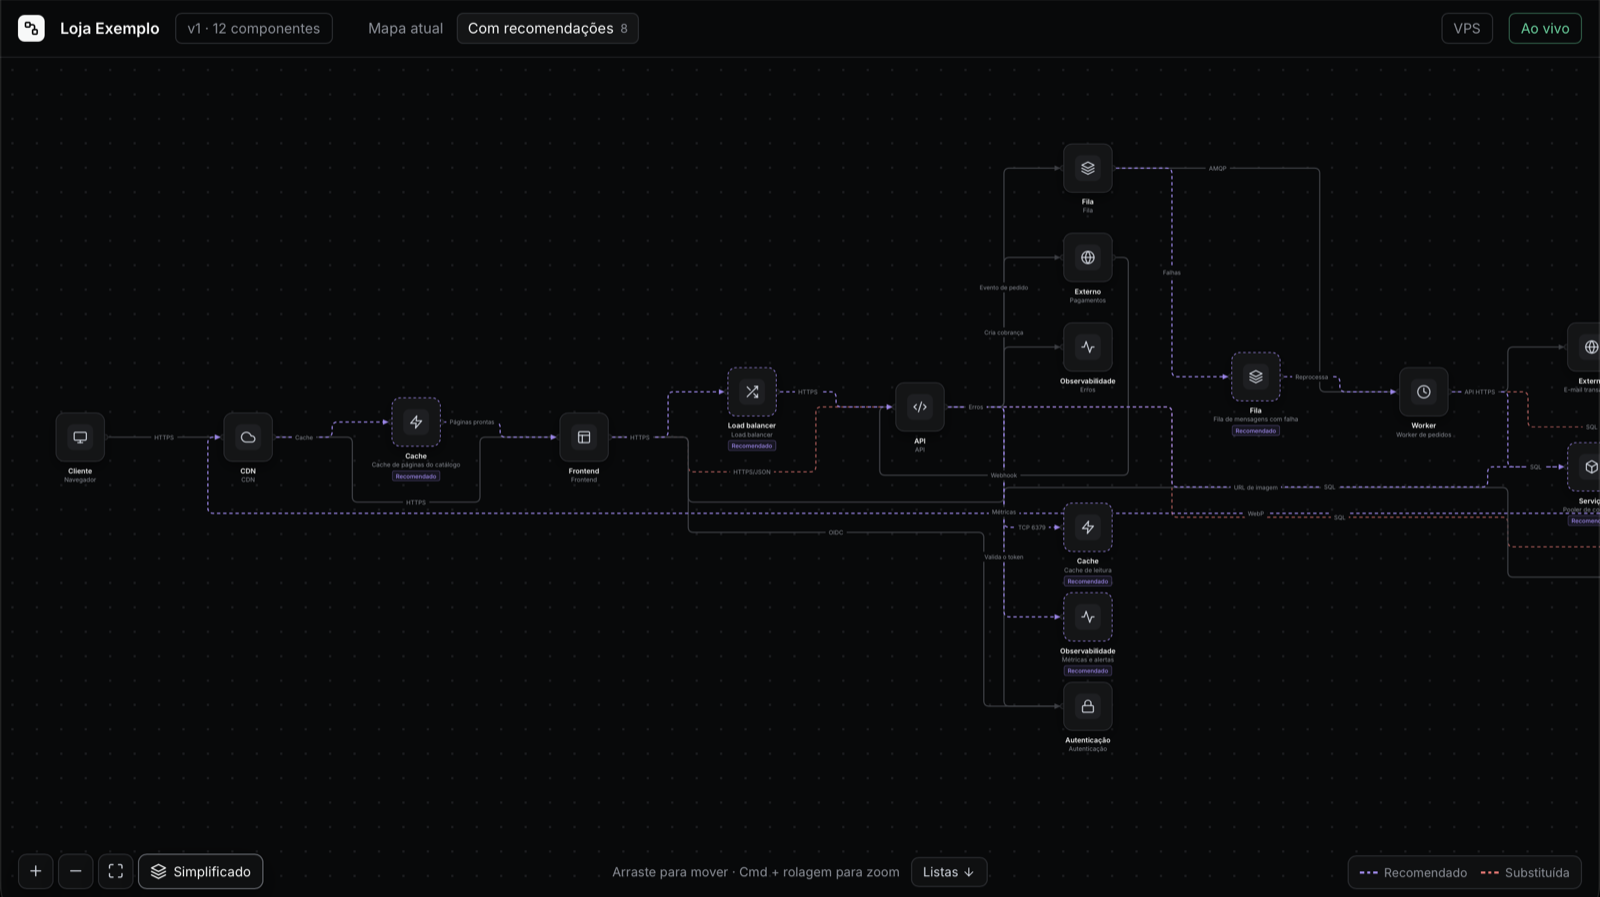 Loja Exemplo
v1 · 12 componentes
Mapa atual
Com recomendações 8
VPS
Ao vivo
Cliente
Navegador
HTTPS
CDN
CDN
Cache
Cache
Cache de páginas do catálogo
Recomendado
Páginas prontas
HTTPS
Frontend
Frontend
HTTPS
Load balancer
Load balancer
Recomendado
HTTPS
HTTPS/JSON
OIDC
API
API
Erros
Webhook
Evento de pedido
Cria cobrança
Métricas
TCP 6379
Valida o token
Fila
Fila
Externo
Pagamentos
Observabilidade
Erros
Cache
Cache de leitura
Recomendado
Observabilidade
Métricas e alertas
Recomendado
Autenticação
Autenticação
AMQP
Falhas
Fila
Fila de mensagens com falha
Recomendado
Reprocessa
URL de imagem
SQL
WebP
SQL
Worker
Worker de pedidos
API HTTPS
SQL
SQL
Simplificado
Arraste para mover · Cmd + rolagem para zoom
Listas ↓
Recomendado
Substituída